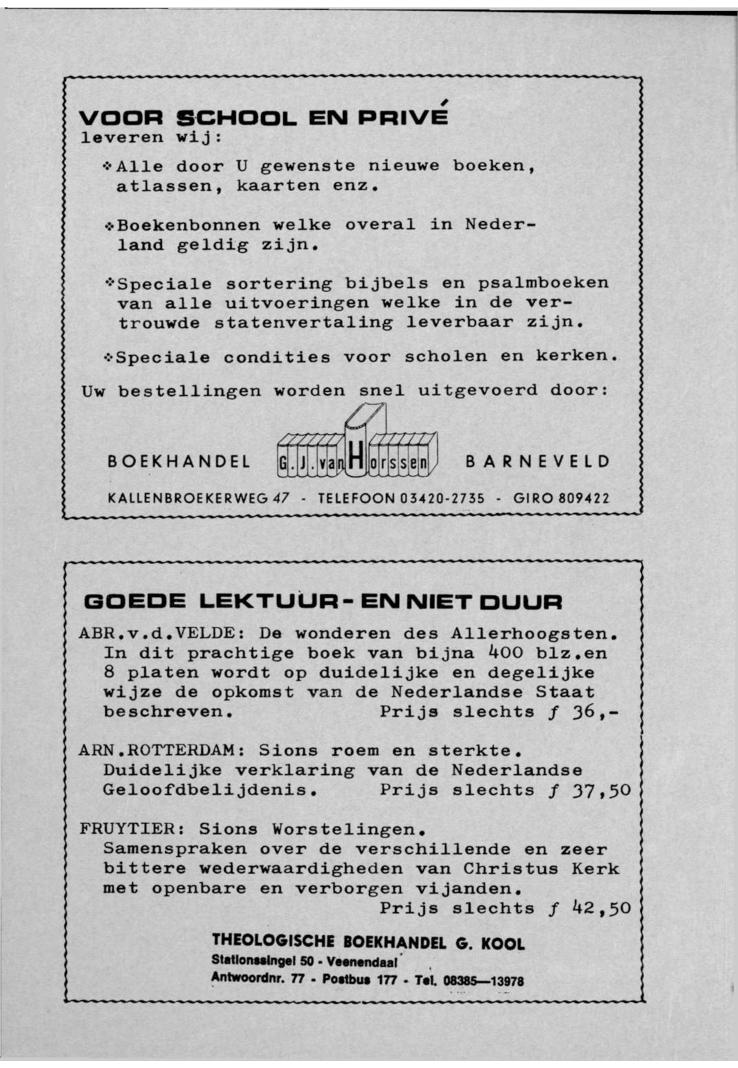 VOOR SCHOOL EN PRIVÉ
leveren wij:
Alle door U gewenste nieuwe boeken,
atlassen, kaarten enz.
Boekenbonnen welke overal in Neder-
land geldig zijn.
Speciale sortering bijbels en psalmboeken
van alle uitvoeringen welke in de ver-
trouwde statenvertaling leverbaar zijn.
Speciale condities voor scholen en kerken.
Uw bestellingen worden snel uitgevoerd door:
BOEKHANDEL G.J.van Horssen BARNEVELD
KALLENBROEKERWEG 47 - TELEFOON 03420-2735 - GIRO 809422
GOEDE LEKTUUR- EN NIET DUUR
ABR.v.d.VELDE: De wonderen des Allerhoogsten.
In dit prachtige boek van bijna 400 blz.en
8 platen wordt op duidelijke en degelijke
wijze de opkomst van de Nederlandse Staat
beschreven. Prijs slechts ƒ 36,-
ARN.ROTTERDAM: Sions roem en sterkte.
Duidelijke verklaring van de Nederlandse
Geloofdbelijdenis. Prijs slechts ƒ 37,50
FRUYTIER: Sions Worstelingen.
Samenspraken over de verschillende en zeer
bittere wederwaardigheden van Christus Kerk
met openbare en verborgen vijanden.
Prijs slechts ƒ 42,50
THEOLOGISCHE BOEKHANDEL G. KOOL
Stationssingel 50 - Veenendaal
Antwoordnr. 77 - Postbus 177 - Tel. 08385—13978